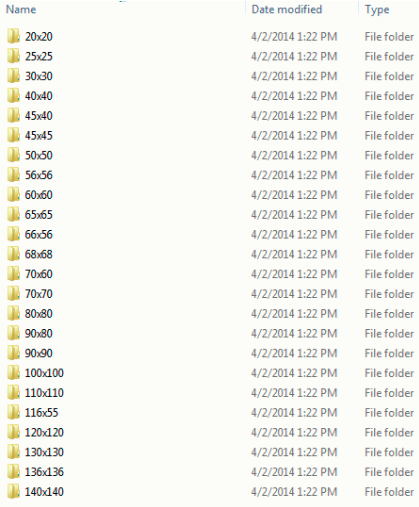 Name Date modified Type
20x20 4/2/2014 1:22 PM File folder
25x25 4/2/2014 1:22 PM File folder
30x30 4/2/2014 1:22 PM File folder
40x40 4/2/2014 1:22 PM File folder
45x40 4/2/2014 1:22 PM File folder
45x45 4/2/2014 1:22 PM File folder
50x50 4/2/2014 1:22 PM File folder
56x56 4/2/2014 1:22 PM File folder
60x60 4/2/2014 1:22 PM File folder
65x65 4/2/2014 1:22 PM File folder
66x56 4/2/2014 1:22 PM File folder
68x68 4/2/2014 1:22 PM File folder
70x60 4/2/2014 1:22 PM File folder
70x70 4/2/2014 1:22 PM File folder
80x80 4/2/2014 1:22 PM File folder
90x80 4/2/2014 1:22 PM File folder
90x90 4/2/2014 1:22 PM File folder
100x100 4/2/2014 1:22 PM File folder
110x110 4/2/2014 1:22 PM File folder
116x55 4/2/2014 1:22 PM File folder
120x120 4/2/2014 1:22 PM File folder
130x130 4/2/2014 1:22 PM File folder
136x136 4/2/2014 1:22 PM File folder
140x140 4/2/2014 1:22 PM File folder